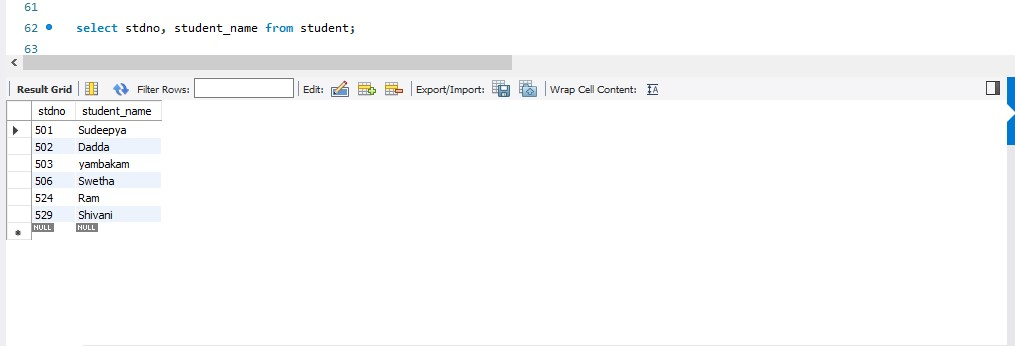 61
62 select stdno, student_name from student;
63
Result Grid Filter Rows: Edit: Export/Import: Wrap Cell Content: IA
stdno student_name
501 Sudeepya
502 Dadda
503 yambakam
506 Swetha
524 Ram
529 Shivani
NULL NULL